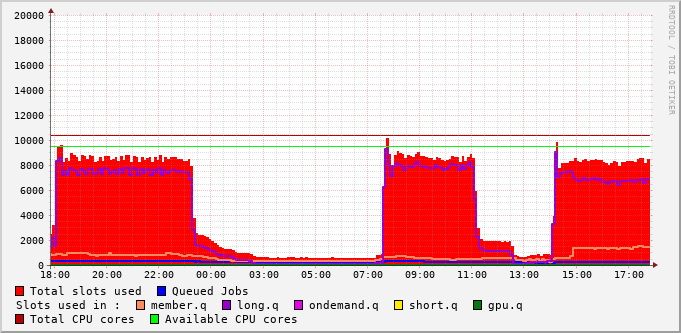 20000
18000
16000
14000
12000
10000
8000
6000
4000
2000
0
18:00 20:00 22:00 00:00 03:00 05:00 07:00 09:00 11:00 13:00 15:00 17:00
RRDTOOL / TOBI OETIKER
Total slots used Queued Jobs
Slots used in : member.q long.q ondemand.q short.q gpu.q
Total CPU cores Available CPU cores